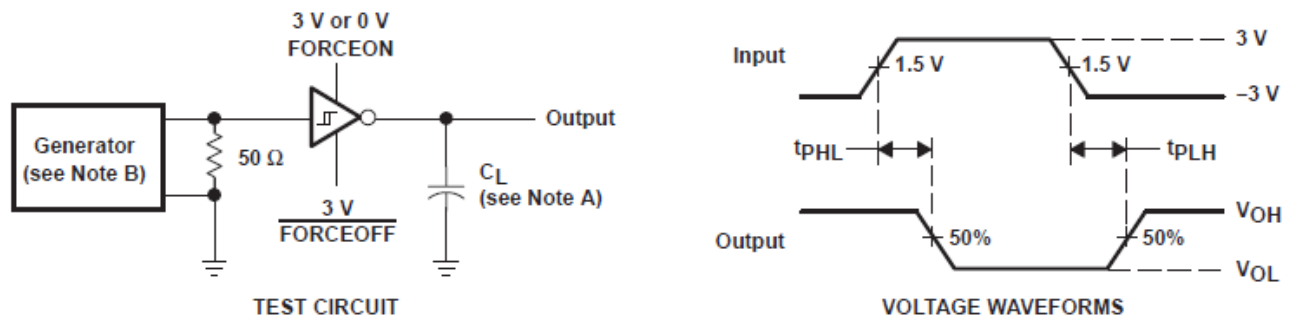 3 V or 0 V
FORCEON
Generator
(see Note B)
50 Ω
3 V
FORCEOFF
Output
CL
(see Note A)
TEST CIRCUIT
Input
1.5 V
1.5 V
3 V
–3 V
tPHL
tPLH
Output
50%
50%
VOH
VOL
VOLTAGE WAVEFORMS